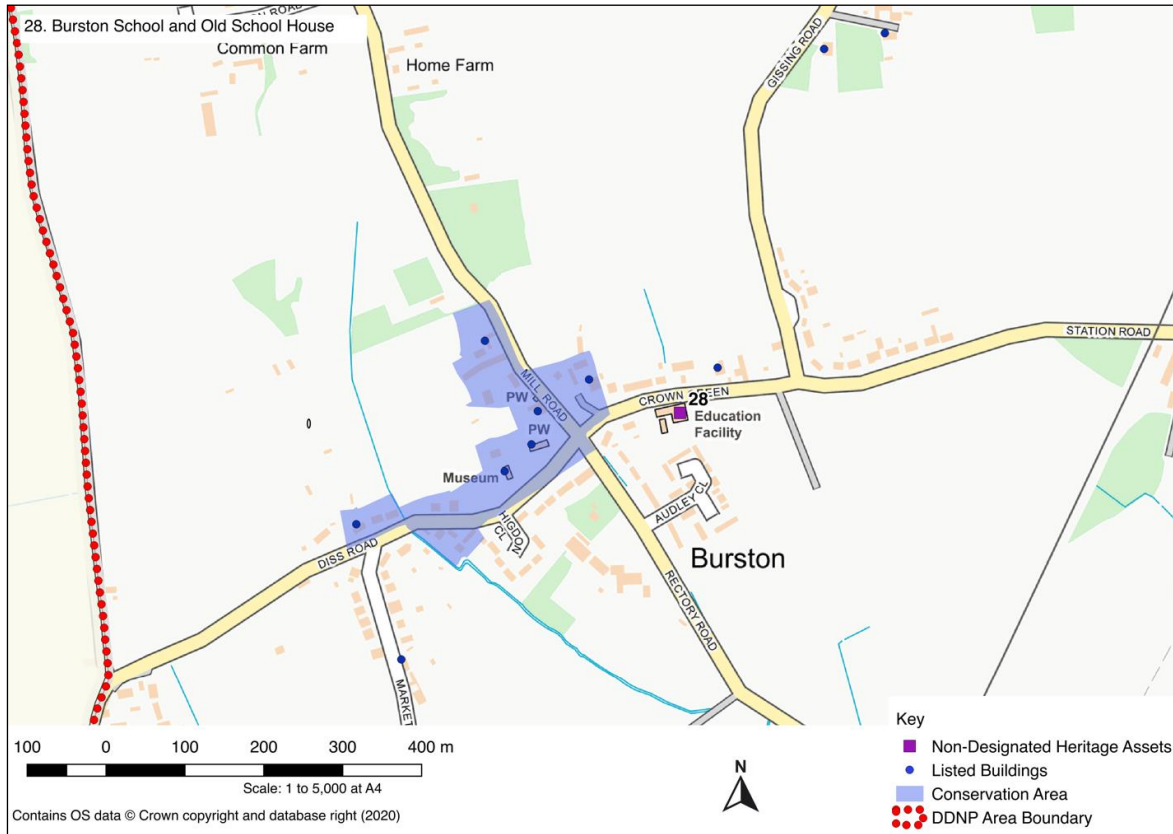 28. Burston School and Old School House
ROAD
Common Farm
Home Farm
GISSING ROAD
STATION ROAD
MILL ROAD
CROWN GREEN
28
Education
Facility
PW
PW
Museum
HIGDON
CL
AUDLEY CL
DISS ROAD
Burston
RECTORY ROAD
MARKET
Key
Non-Designated Heritage Assets
Listed Buildings
Conservation Area
DDNP Area Boundary
100 0 100 200 300 400 m
Scale: 1 to 5,000 at A4
N
Contains OS data © Crown copyright and database right (2020)